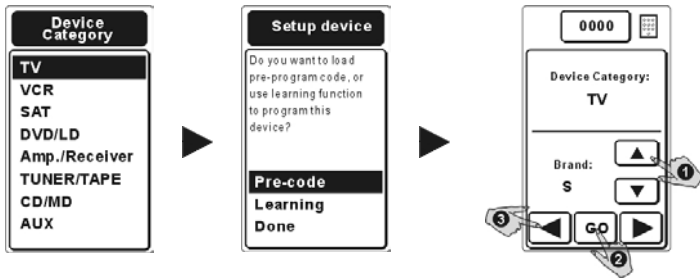 Device
Category
TV
VCR
SAT
DVD/LD
Amp./Receiver
TUNER/TAPE
CD/MD
AUX
Setup device
Do you want to load
pre-program code, or
use learning function
to program this
device?
Pre-code
Learning
Done
0000
Device Category:
TV
Brand:
S
GO
1
2
3